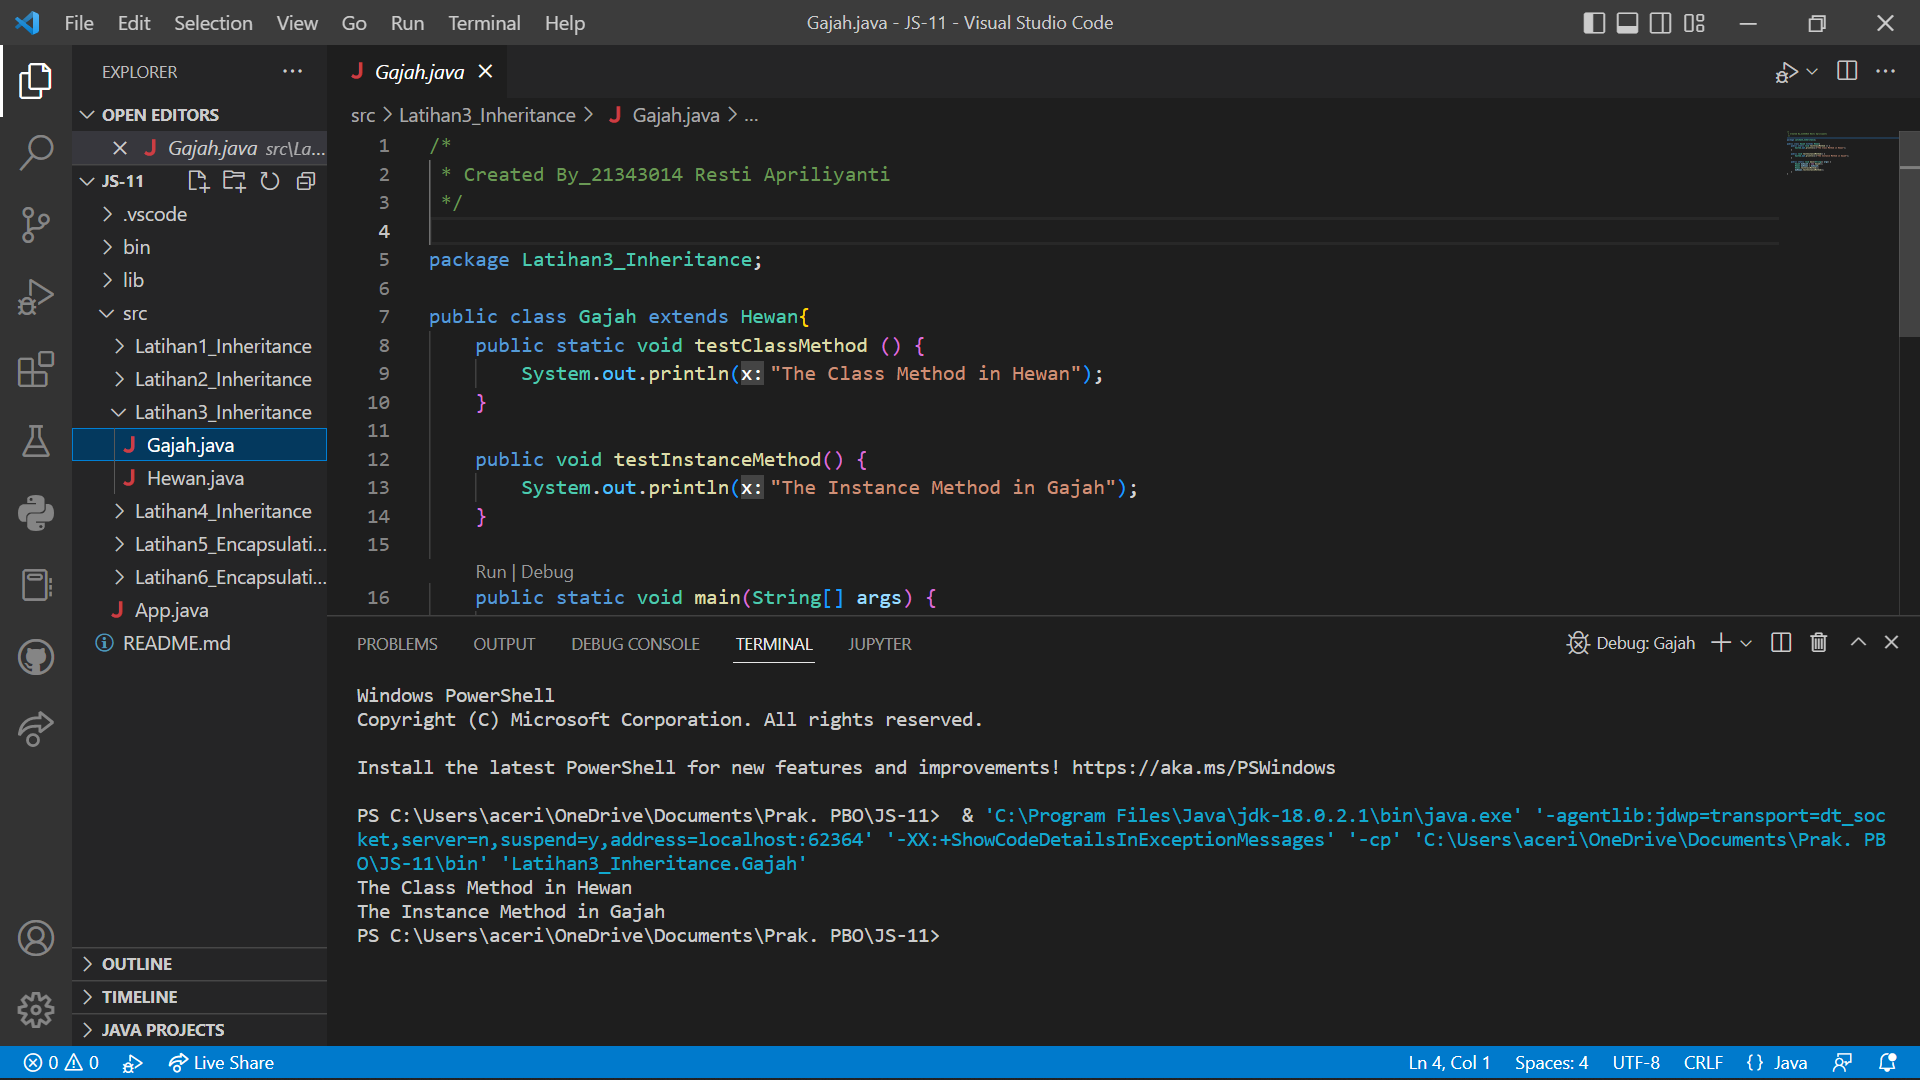 File Edit Selection View Go Run Terminal Help
Gajah.java - JS-11 - Visual Studio Code
EXPLORER
OPEN EDITORS
Gajah.java src\La...
JS-11
.vscode
bin
lib
src
Latihan1_Inheritance
Latihan2_Inheritance
Latihan3_Inheritance
Gajah.java
Hewan.java
Latihan4_Inheritance
Latihan5_Encapsulati...
Latihan6_Encapsulati...
App.java
README.md
OUTLINE
TIMELINE
JAVA PROJECTS
Gajah.java
src > Latihan3_Inheritance > Gajah.java > ...
1 /*
2 * Created By_21343014 Resti Apriliyanti
3 */
4
5 package Latihan3_Inheritance;
6
7 public class Gajah extends Hewan{
8 public static void testClassMethod () {
9 System.out.println(x: "The Class Method in Hewan");
10 }
11
12 public void testInstanceMethod() {
13 System.out.println(x: "The Instance Method in Gajah");
14 }
15
Run | Debug
16 public static void main(String[] args) {
PROBLEMS OUTPUT DEBUG CONSOLE TERMINAL JUPYTER
Debug: Gajah
Windows PowerShell
Copyright (C) Microsoft Corporation. All rights reserved.
Install the latest PowerShell for new features and improvements! https://aka.ms/PSWindows
PS C:\Users\aceri\OneDrive\Documents\Prak. PBO\JS-11> & 'C:\Program Files\Java\jdk-18.0.2.1\bin\java.exe' '-agentlib:jdwp=transport=dt_soc
ket,server=n,suspend=y,address=localhost:62364' '-XX:+ShowCodeDetailsInExceptionMessages' '-cp' 'C:\Users\aceri\OneDrive\Documents\Prak. PB
O\JS-11\bin' 'Latihan3_Inheritance.Gajah'
The Class Method in Hewan
The Instance Method in Gajah
PS C:\Users\aceri\OneDrive\Documents\Prak. PBO\JS-11>
0 0 Live Share
Ln 4, Col 1 Spaces: 4 UTF-8 CRLF {} Java